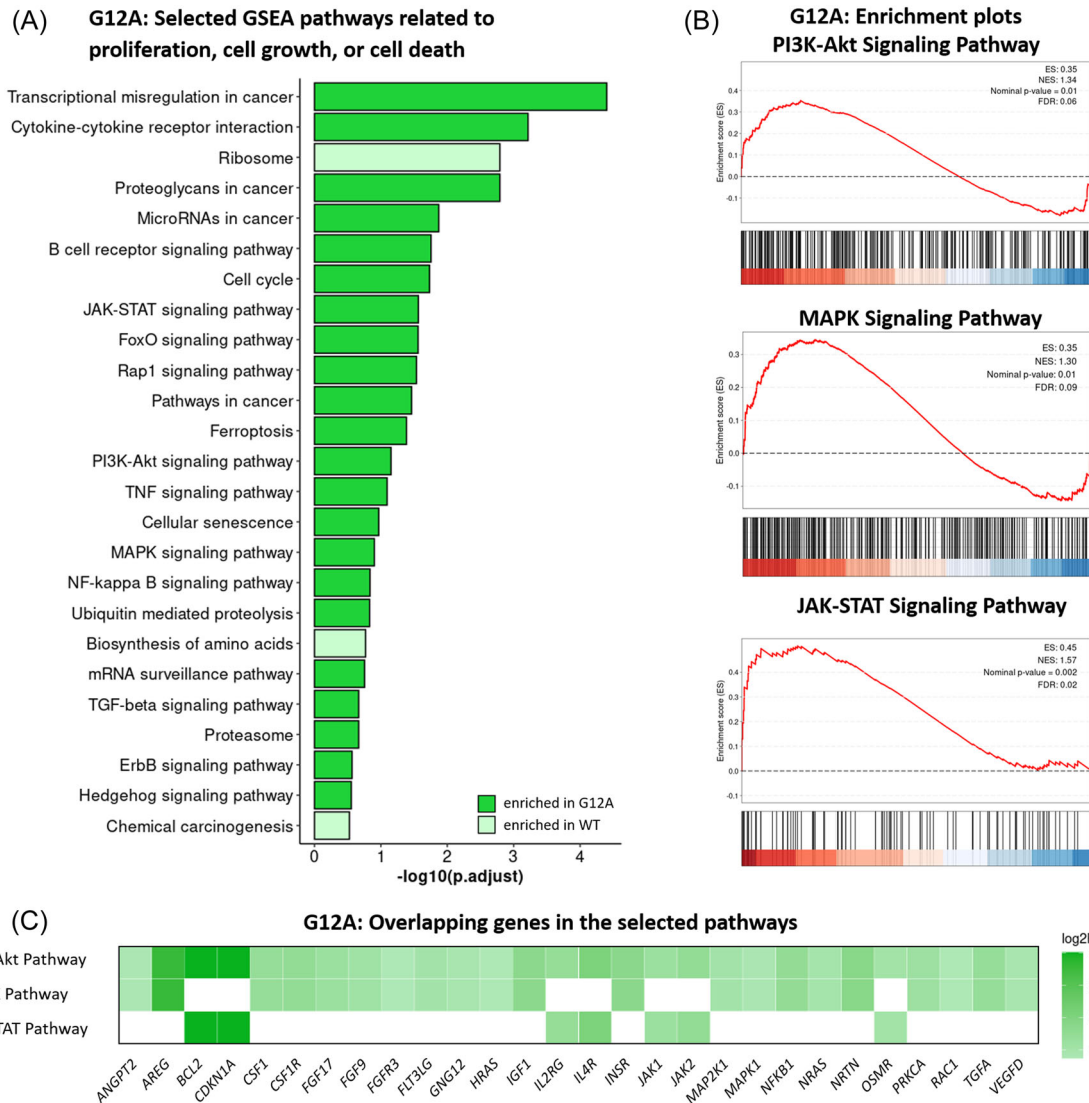 (A)
G12A: Selected GSEA pathways related to
proliferation, cell growth, or cell death
Transcriptional misregulation in cancer
Cytokine-cytokine receptor interaction
Ribosome
Proteoglycans in cancer
MicroRNAs in cancer
B cell receptor signaling pathway
Cell cycle
JAK-STAT signaling pathway
FoxO signaling pathway
Rap1 signaling pathway
Pathways in cancer
Ferroptosis
PI3K-Akt signaling pathway
TNF signaling pathway
Cellular senescence
MAPK signaling pathway
NF-kappa B signaling pathway
Ubiquitin mediated proteolysis
Biosynthesis of amino acids
mRNA surveillance pathway
TGF-beta signaling pathway
Proteasome
ErbB signaling pathway
Hedgehog signaling pathway
Chemical carcinogenesis
enriched in G12A
enriched in WT
0 1 2 3 4
-log10(p.adjust)
(B)
G12A: Enrichment plots
PI3K-Akt Signaling Pathway
ES: 0.35
NES: 1.34
Nominal p-value = 0.01
FDR: 0.06
Enrichment score (ES)
0.4
0.3
0.2
0.1
0.0
-0.1
MAPK Signaling Pathway
ES: 0.35
NES: 1.30
Nominal p-value: 0.01
FDR: 0.09
Enrichment score (ES)
0.3
0.2
0.1
0.0
-0.1
JAK-STAT Signaling Pathway
ES: 0.45
NES: 1.57
Nominal p-value = 0.002
FDR: 0.02
Enrichment score (ES)
0.4
0.3
0.2
0.1
0.0
-0.1
(C)
G12A: Overlapping genes in the selected pathways
Akt Pathway
Pathway
TAT Pathway
ANGPT2 AREG BCL2 CDKN1A CSF1 CSF1R FGF17 FGF9 FGFR3 FLT3LG GNG12 HRAS IGF1 IL2RG IL4R INSR JAK1 JAK2 MAP2K1 MAPK1 NFKB1 NRAS NRTN OSMR PRKCA RAC1 TGFA VEGFD